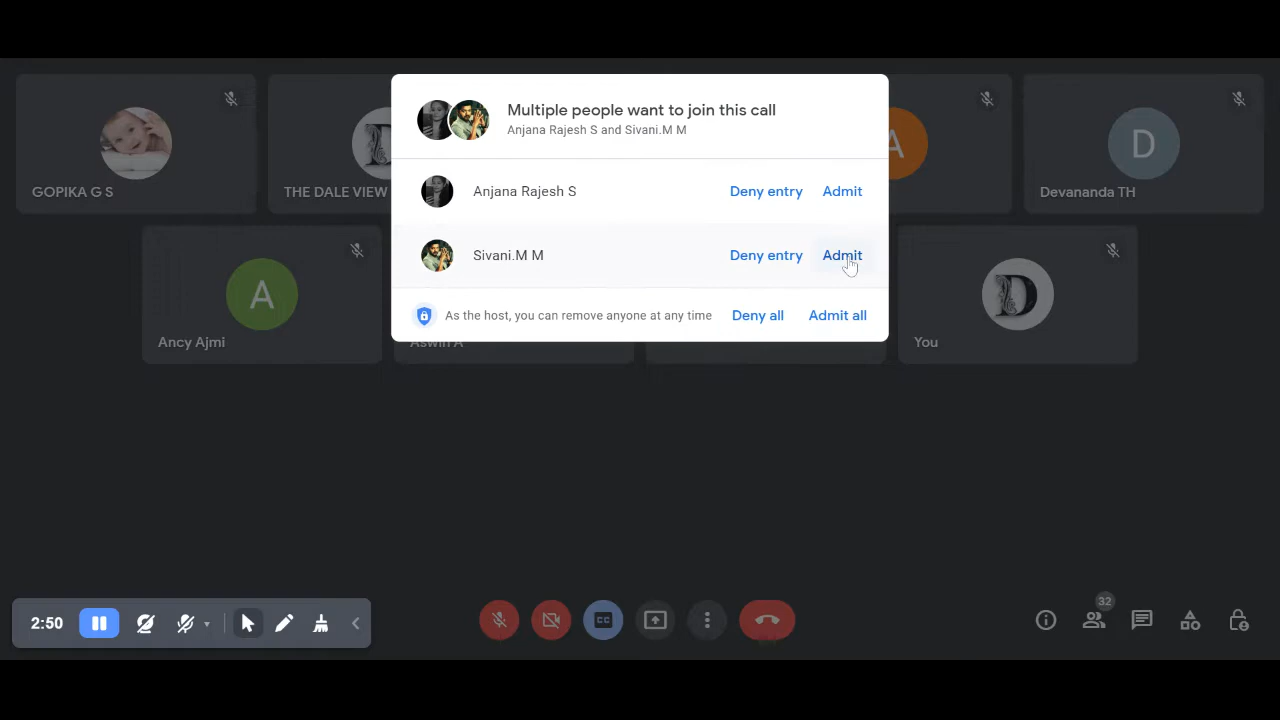 Multiple people want to join this call
Anjana Rajesh S and Sivani.M M
GOPIKA G S
THE DALE VIEW
A
D
Devananda TH
Anjana Rajesh S
Deny entry
Admit
Sivani.M M
Deny entry
Admit
As the host, you can remove anyone at any time
Deny all
Admit all
A
Ancy Ajmi
Aswin A
D
You
2:50
CC
32